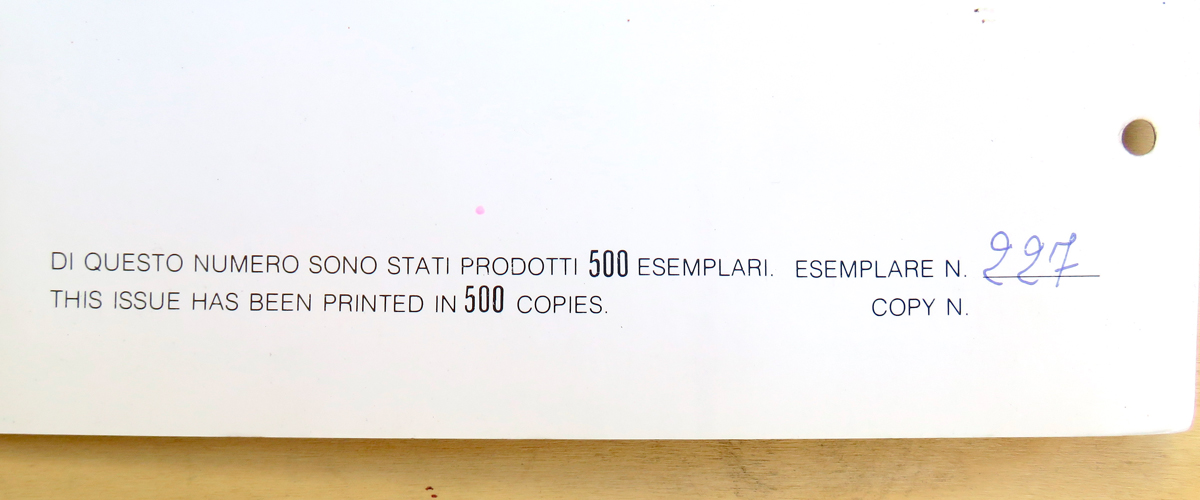 DI QUESTO NUMERO SONO STATI PRODOTTI 500 ESEMPLARI. ESEMPLARE N. 227
THIS ISSUE HAS BEEN PRINTED IN 500 COPIES. COPY N.